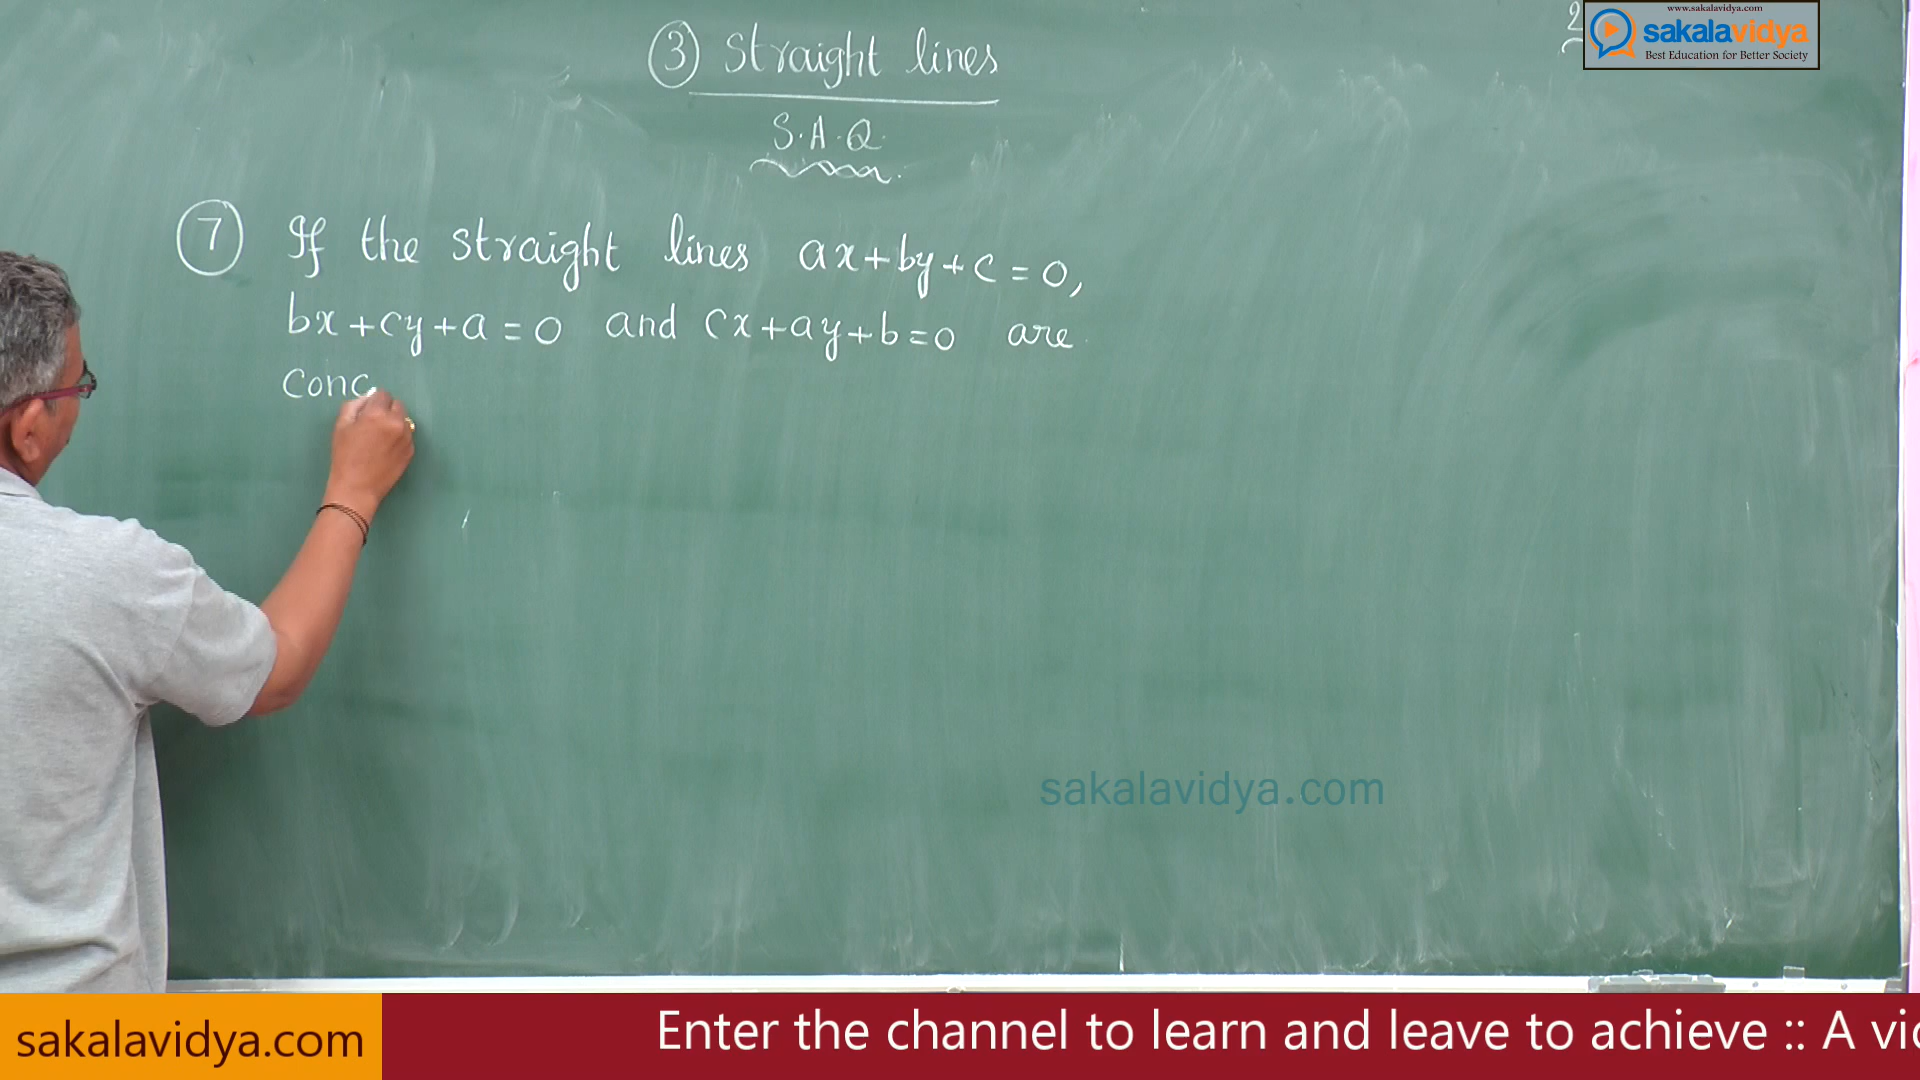 www.sakalavidya.com
sakalavidya
Best Education for Better Society
2
③ Straight lines
S.A.Q.
⑦ If the straight lines ax+by+c=0,
bx+cy+a=0 and cx+ay+b=0 are
Conc
sakalavidya.com
sakalavidya.com
Enter the channel to learn and leave to achieve :: A vi